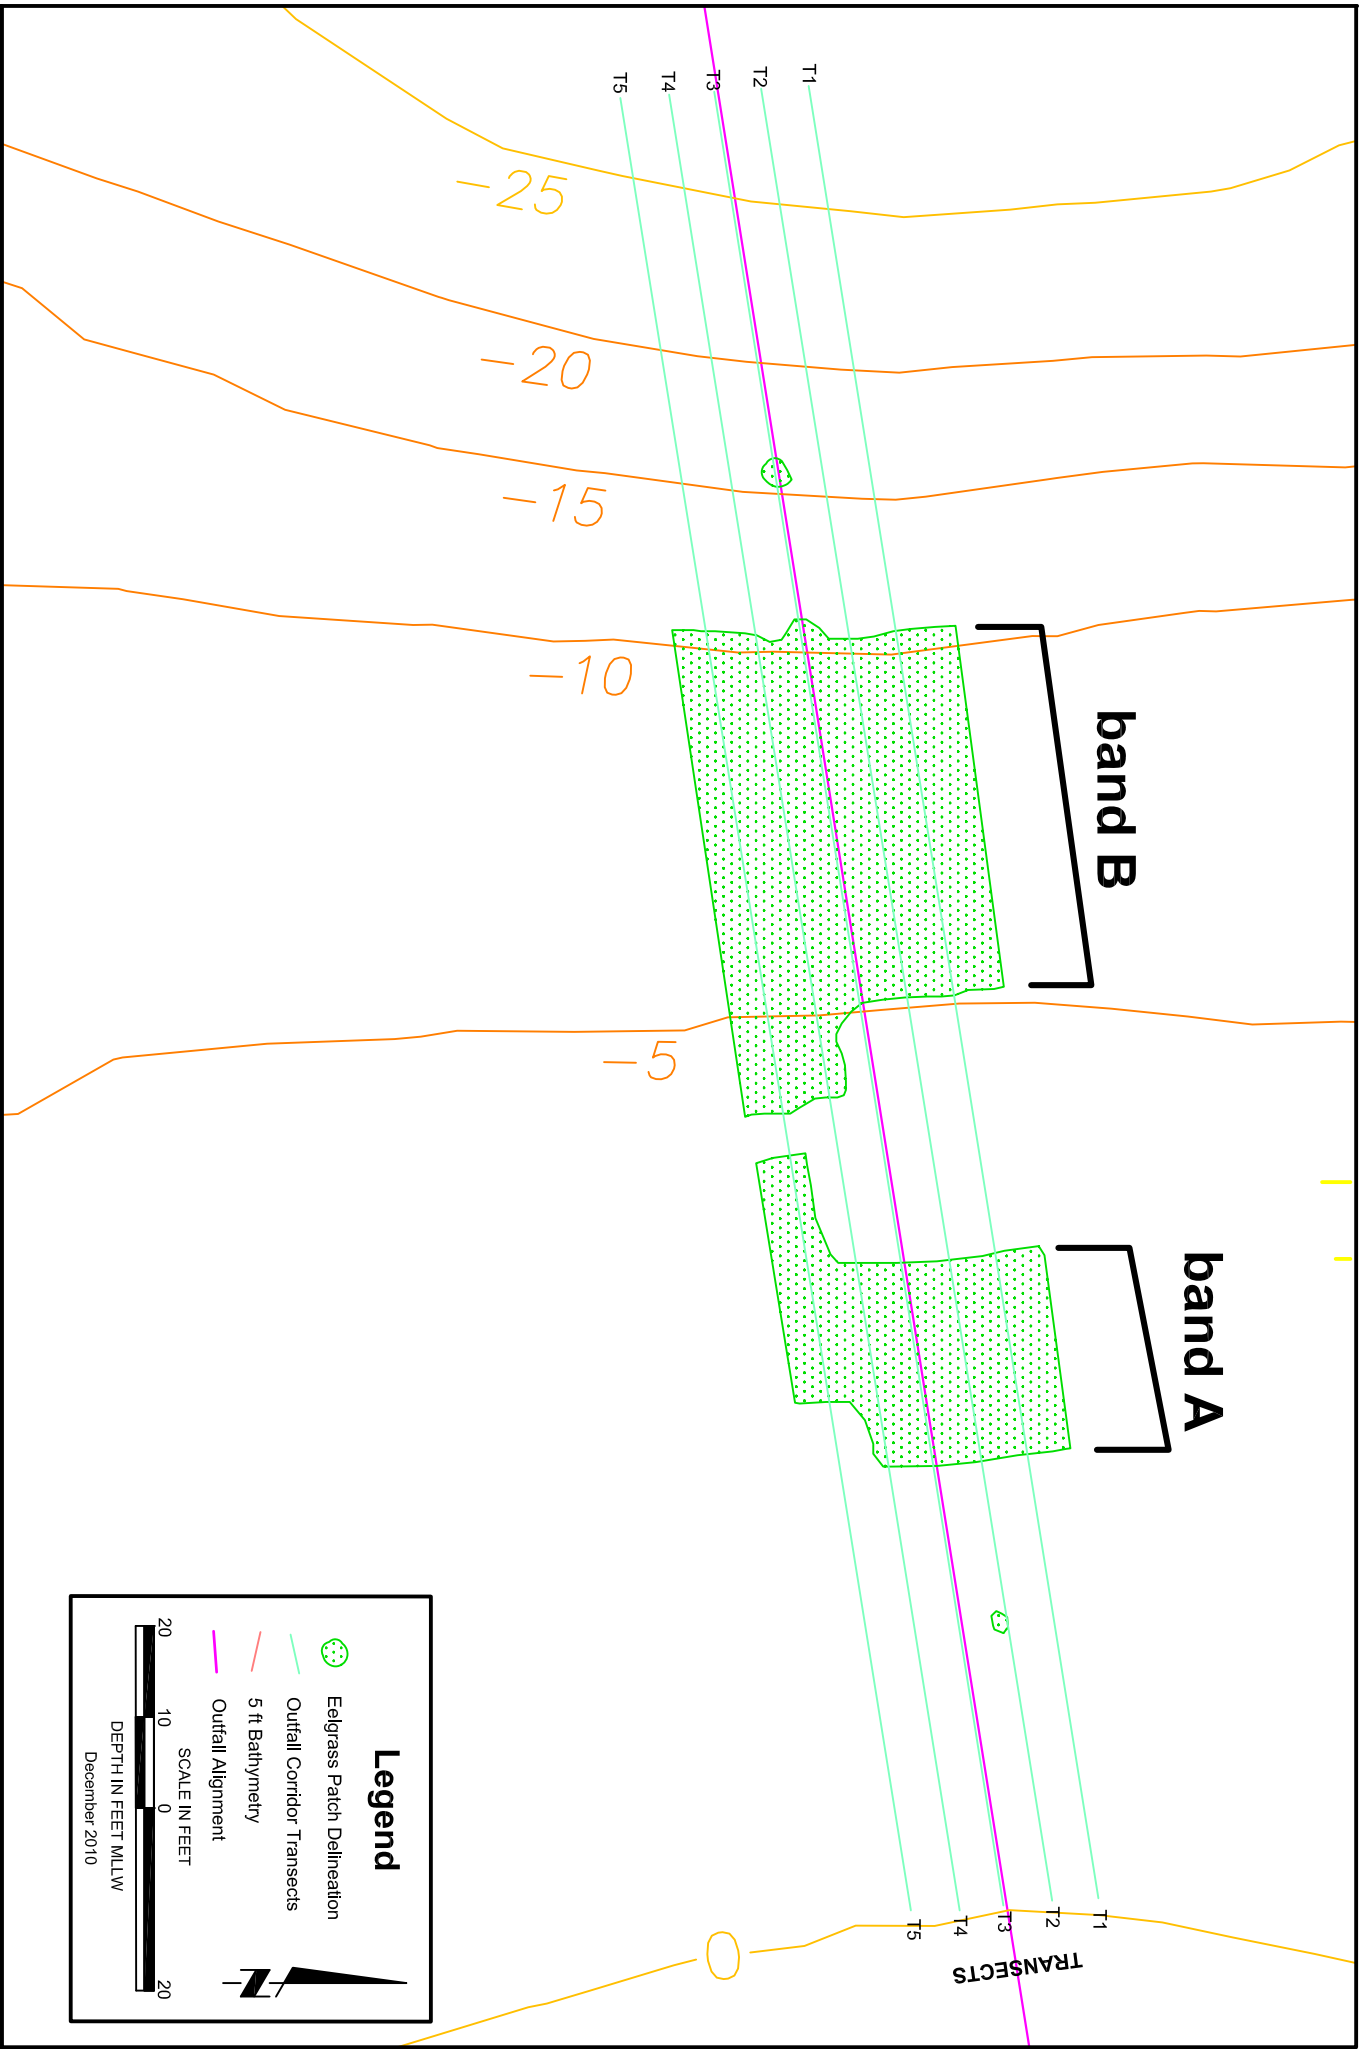 T1
T2
T3
T4
T5
-25
-20
-15
-10
-5
0
band B
band A
T1
T2
T3
T4
T5
TRANSECTS
Legend
Eelgrass Patch Delineation
Outfall Corridor Transects
5 ft Bathymetry
Outfall Alignment
20 10 0 20
SCALE IN FEET
DEPTH IN FEET MLLW
December 2010
N